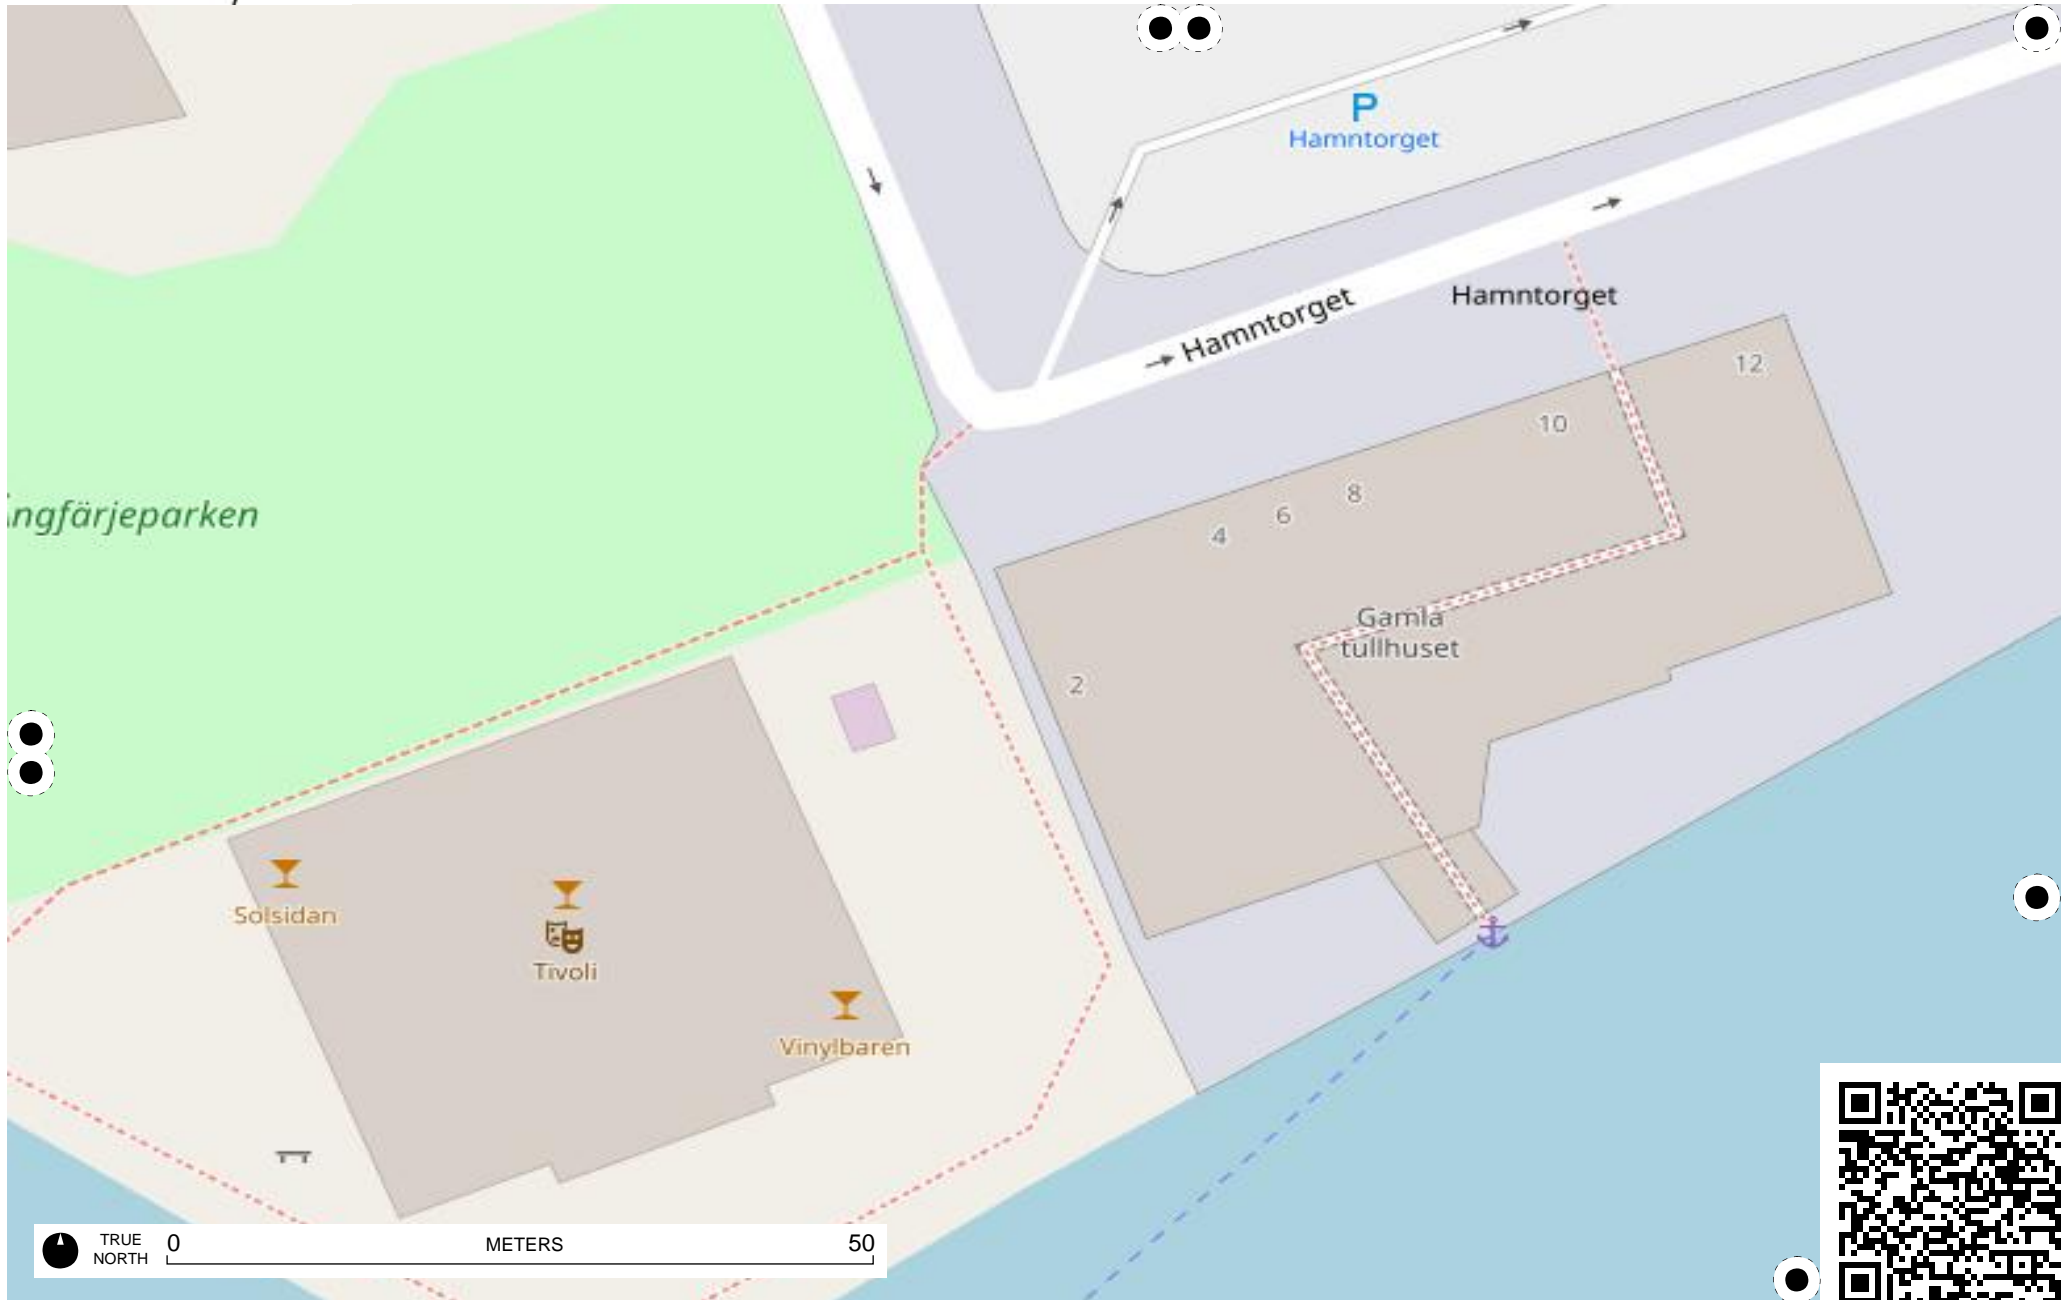 P
Hamntorget
Hamntorget
Hamntorget
12
10
8
6
4
ngfärjeparken
Gamla
tullhuset
2
Solsidan
Tivoli
Vinylbaren
TRUE
NORTH
0
METERS
50